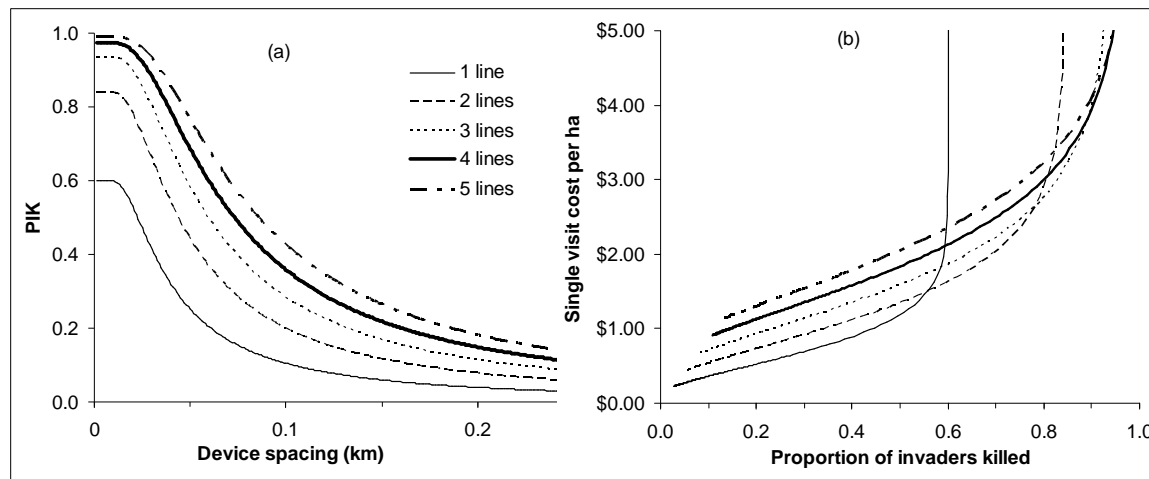 (a)
1.0
0.8
0.6
0.4
0.2
0.0
PIK
0
0.1
0.2
Device spacing (km)
1 line
2 lines
3 lines
4 lines
5 lines
(b)
$5.00
$4.00
$3.00
$2.00
$1.00
$0.00
Single visit cost per ha
0.0
0.2
0.4
0.6
0.8
1.0
Proportion of invaders killed